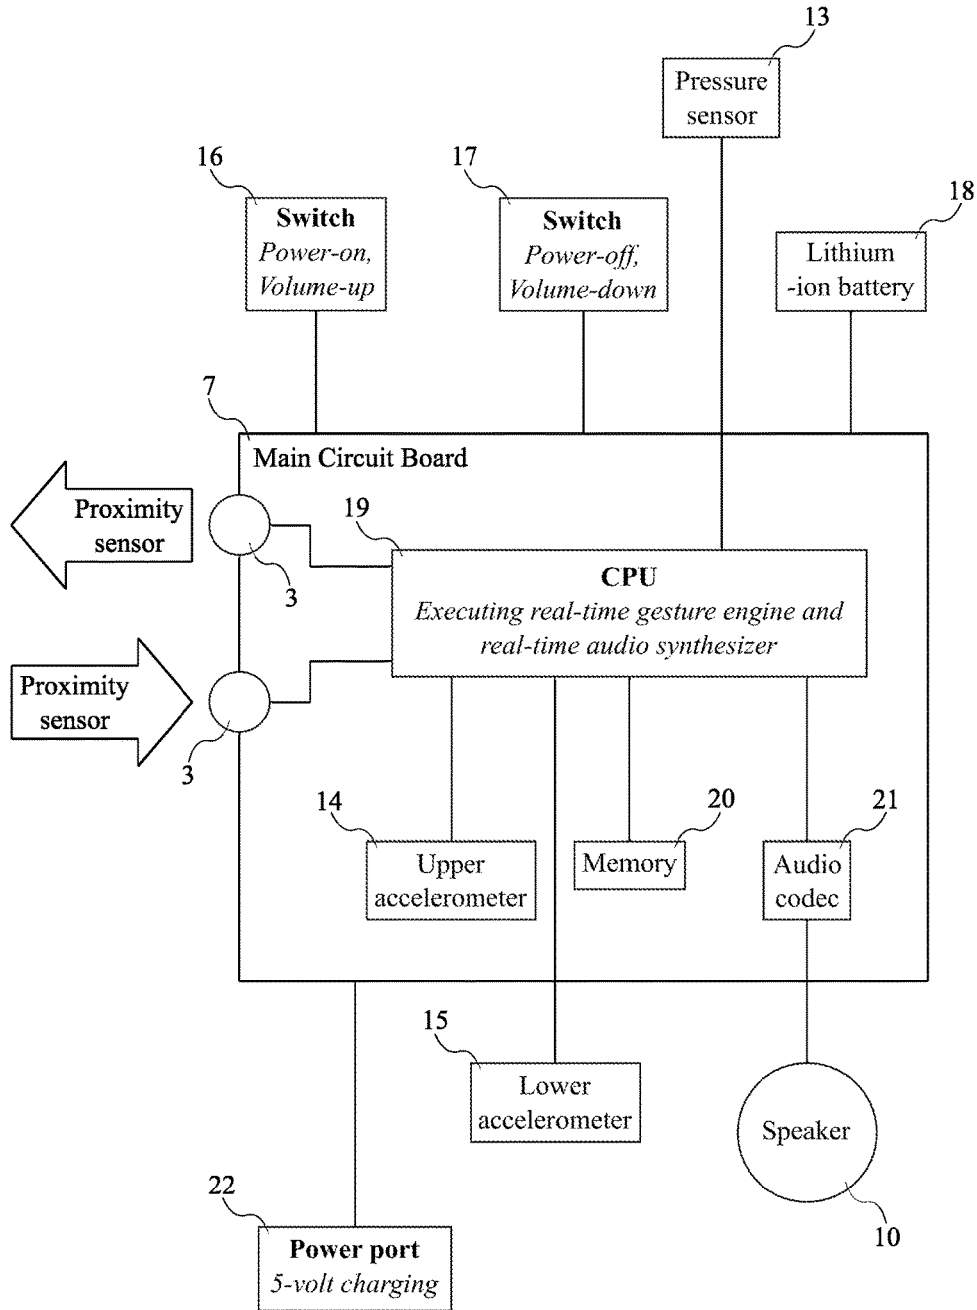 13
Pressure
sensor
16
Switch
Power-on,
Volume-up
17
Switch
Power-off,
Volume-down
18
Lithium
-ion battery
7
Main Circuit Board
Proximity
sensor
3
19
CPU
Executing real-time gesture engine and
real-time audio synthesizer
Proximity
sensor
3
14
Upper
accelerometer
20
Memory
21
Audio
codec
15
Lower
accelerometer
Speaker
10
22
Power port
5-volt charging